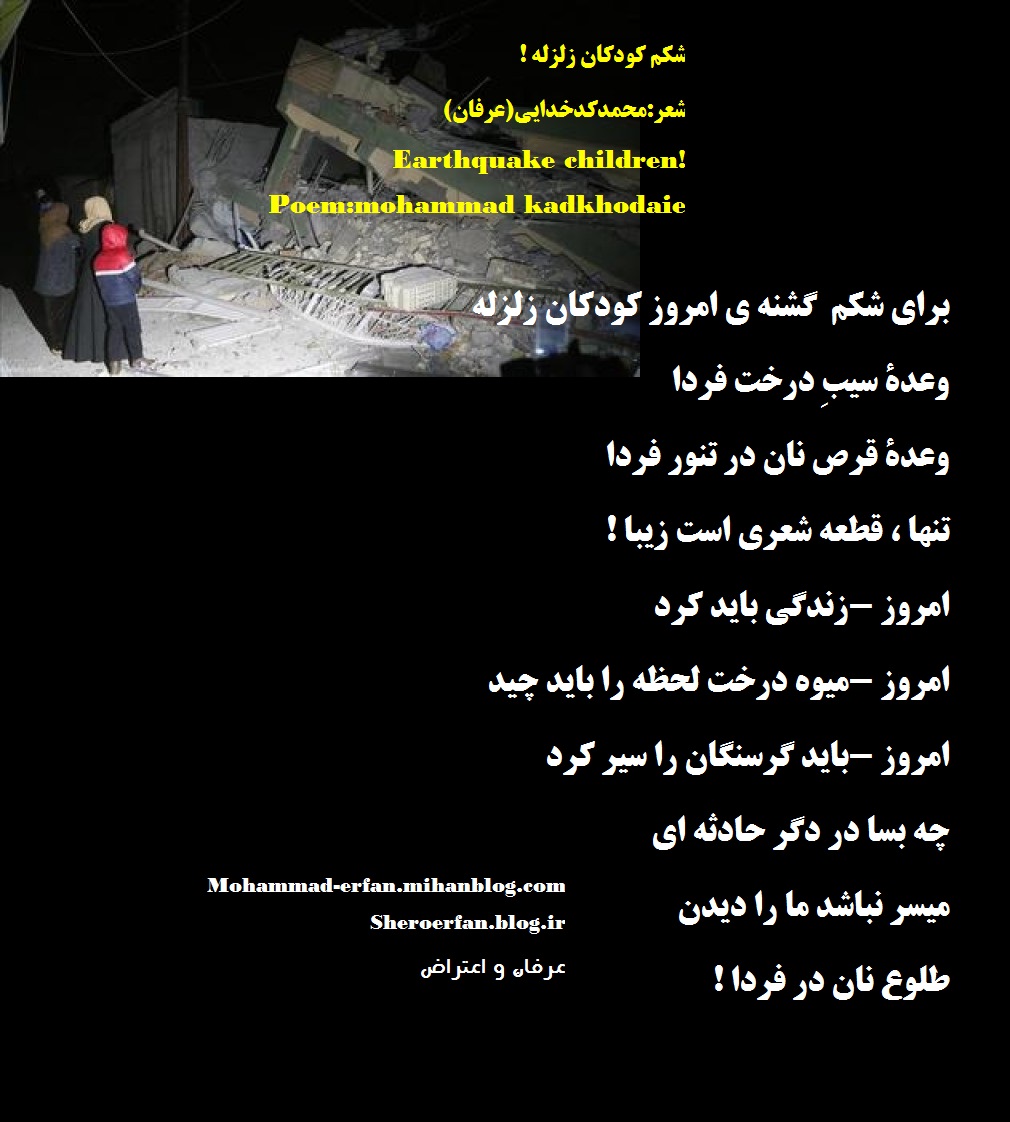 شکم کودکان زلزله !
شعر:محمدکدخدایی(عرفان)
Earthquake children!
Poem:mohammad kadkhodaie
برای شکم گشنه ی امروز کودکان زلزله
وعدهٔ سیبِ درخت فردا
وعدهٔ قرص نان در تنور فردا
تنها ، قطعه شعری است زیبا !
امروز –زندگی باید کرد
امروز –میوه درخت لحظه را باید چید
امروز –باید گرسنگان را سیر کرد
چه بسا در دگر حادثه ای
میسر نباشد ما را دیدن
طلوع نان در فردا !
Mohammad-erfan.mihanblog.com
Sheroerfan.blog.ir
عرفان و اعتراض